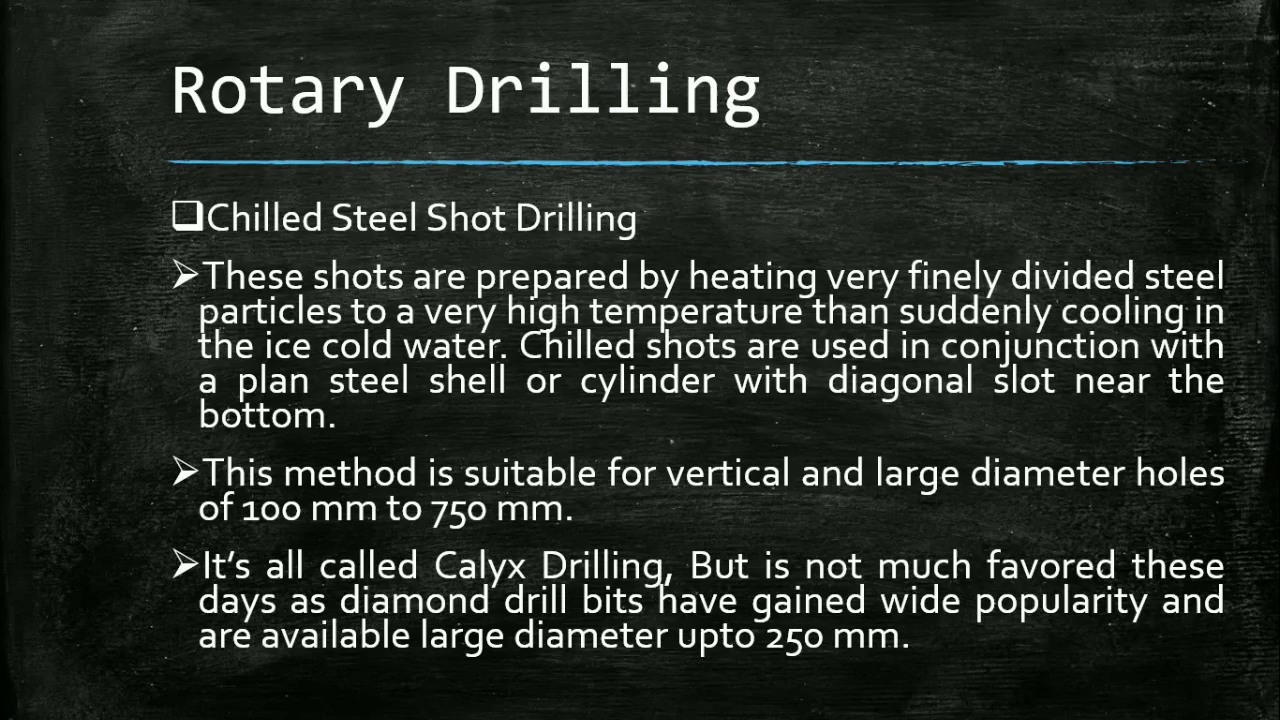 Rotary Drilling
❑Chilled Steel Shot Drilling
➢These shots are prepared by heating very finely divided steel
particles to a very high temperature than suddenly cooling in
the ice cold water. Chilled shots are used in conjunction with
a plan steel shell or cylinder with diagonal slot near the
bottom.
➢This method is suitable for vertical and large diameter holes
of 100 mm to 750 mm.
➢It’s all called Calyx Drilling, But is not much favored these
days as diamond drill bits have gained wide popularity and
are available large diameter upto 250 mm.